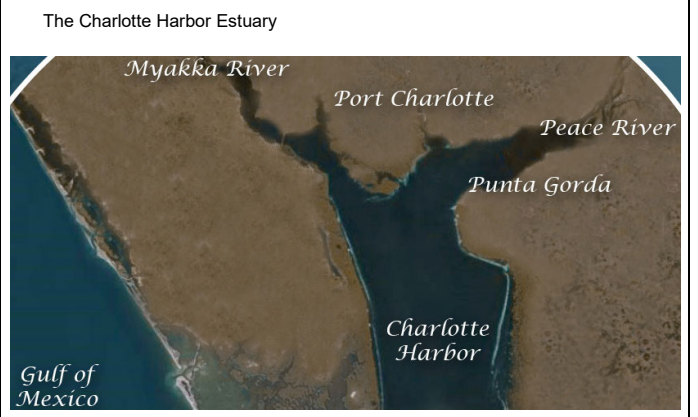 The Charlotte Harbor Estuary
Myakka River
Port Charlotte
Peace River
Punta Gorda
Charlotte
Harbor
Gulf of
Mexico